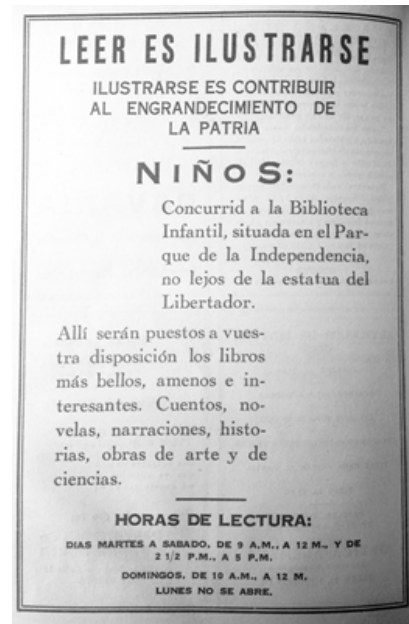 LEER ES ILUSTRARSE
ILUSTRARSE ES CONTRIBUIR
AL ENGRANDECIMIENTO DE
LA PATRIA
NIÑOS:
Concurrid a la Biblioteca
Infantil, situada en el Par-
que de la Independencia,
no lejos de la estatua del
Libertador.
Allí serán puestos a vues-
tra disposición los libros
más bellos, amenos e in-
teresantes. Cuentos, no-
velas, narraciones, histo-
rias, obras de arte y de
ciencias.
HORAS DE LECTURA:
DIAS MARTES A SABADO, DE 9 A.M., A 12 M., Y DE
2 1/2 P.M., A 5 P.M.
DOMINGOS, DE 10 A.M., A 12 M.
LUNES NO SE ABRE.